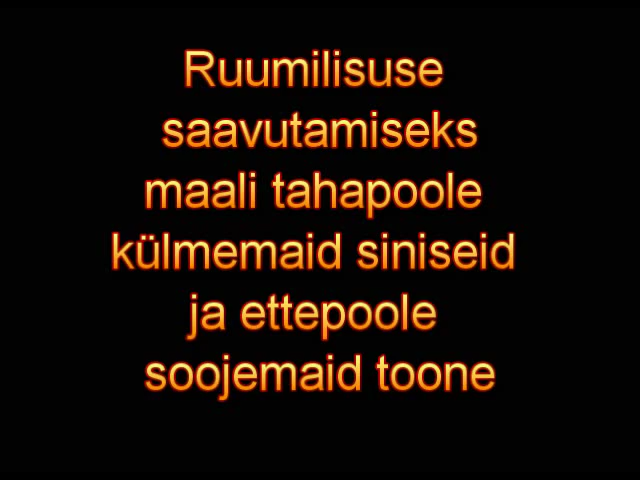 Ruumilisuse
saavutamiseks
maali tahapoole
külmemaid siniseid
ja ettepoole
soojemaid toone